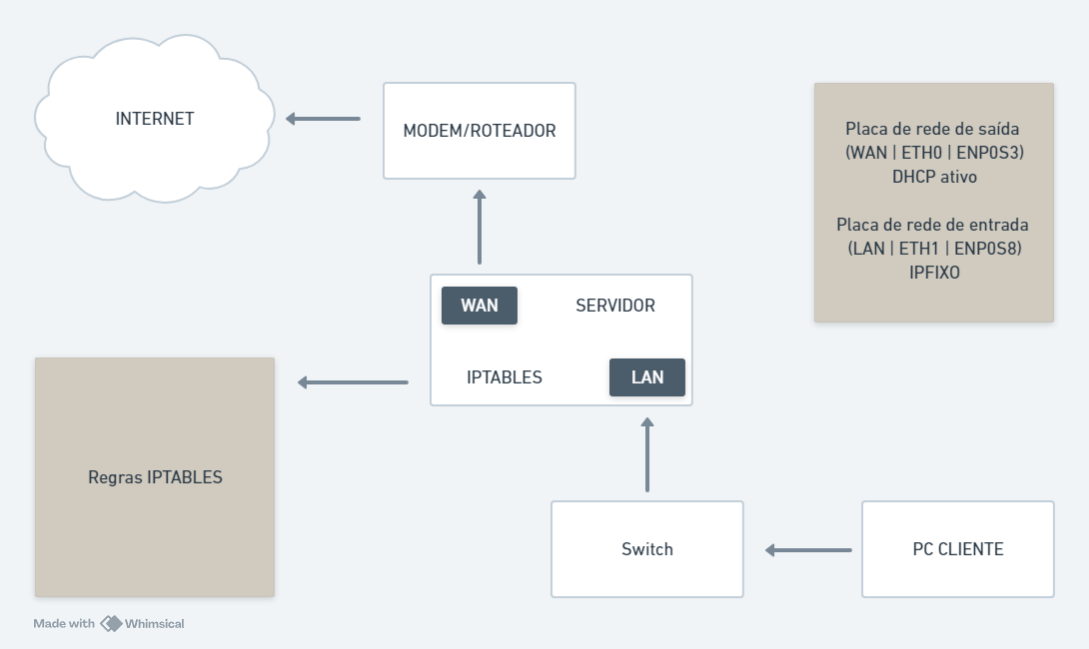 INTERNET
MODEM/ROTEADOR
Placa de rede de saída
(WAN | ETH0 | ENP0S3)
DHCP ativo
Placa de rede de entrada
(LAN | ETH1 | ENP0S8)
IPFIXO
WAN
SERVIDOR
IPTABLES
LAN
Regras IPTABLES
Switch
PC CLIENTE
Made with Whimsical